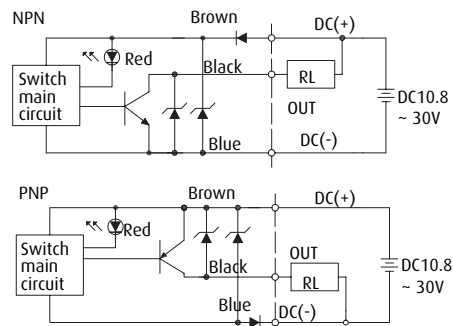 NPN
Brown
DC(+)
Red
Switch
main
circuit
Black
RL
OUT
DC10.8
~ 30V
Blue
DC(-)
PNP
Brown
DC(+)
Red
Switch
main
circuit
OUT
Black
RL
DC10.8
~ 30V
Blue
DC(-)